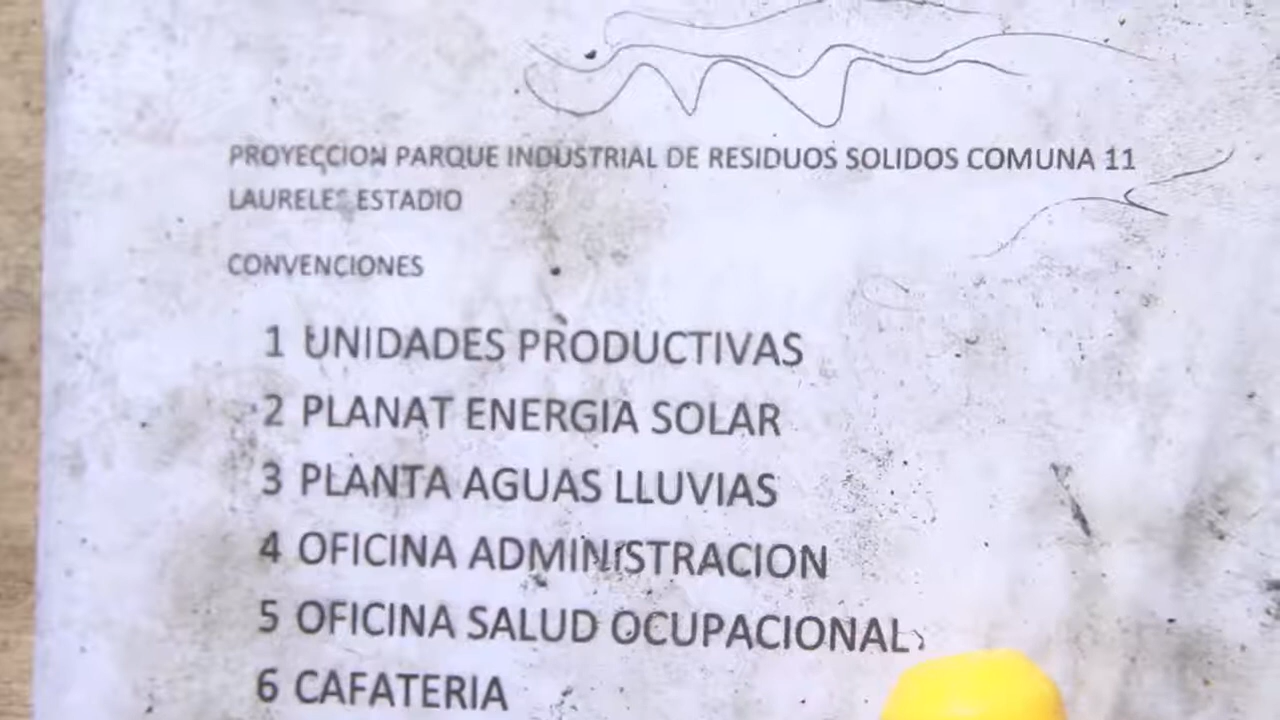 PROYECCION PARQUE INDUSTRIAL DE RESIDUOS SOLIDOS COMUNA 11
LAURELES ESTADIO
CONVENCIONES
1 UNIDADES PRODUCTIVAS
2 PLANAT ENERGIA SOLAR
3 PLANTA AGUAS LLUVIAS
4 OFICINA ADMINISTRACION
5 OFICINA SALUD OCUPACIONAL
6 CAFATERIA